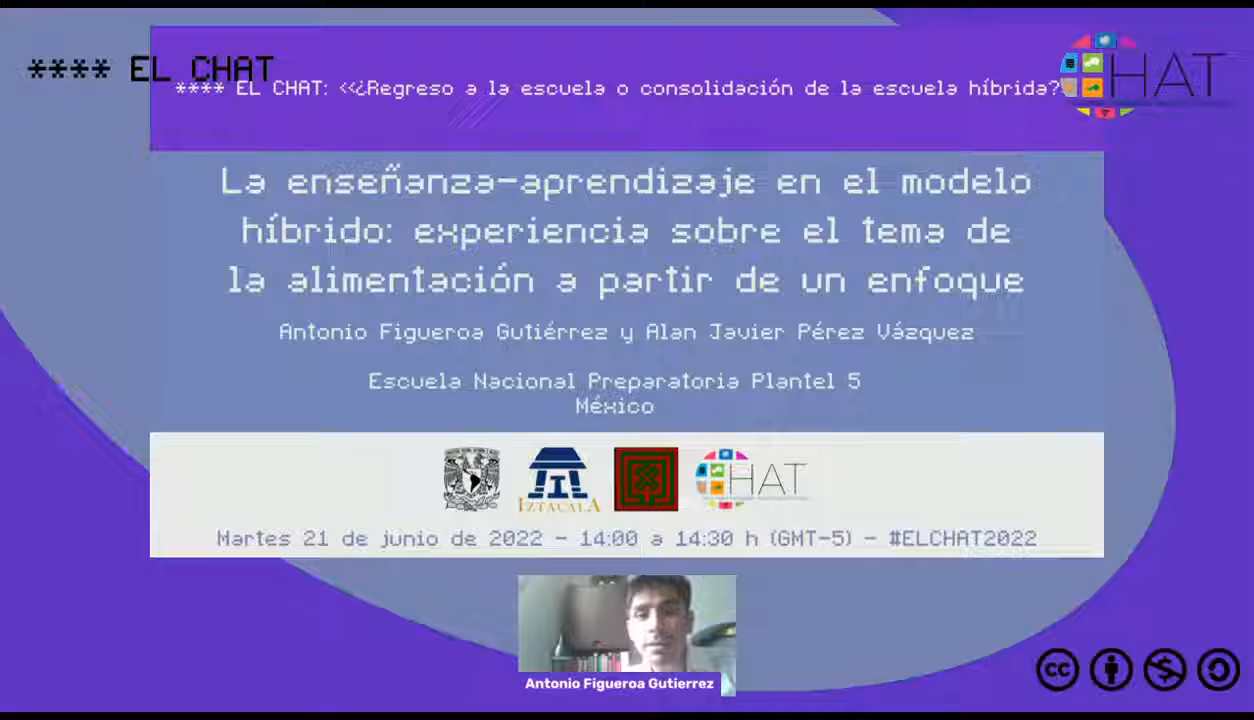 **** EL CHAT
**** EL CHAT: <<¿Regreso a la escuela o consolidación de la escuela híbrida?
HAT
La enseñanza-aprendizaje en el modelo
híbrido: experiencia sobre el tema de
la alimentación a partir de un enfoque
Antonio Figueroa Gutiérrez y Alan Javier Pérez Vázquez
Escuela Nacional Preparatoria Plantel 5
México
IZTACALA
HAT
Martes 21 de junio de 2022 - 14:00 a 14:30 h (GMT-5) - #ELCHAT2022
Antonio Figueroa Gutierrez
cc